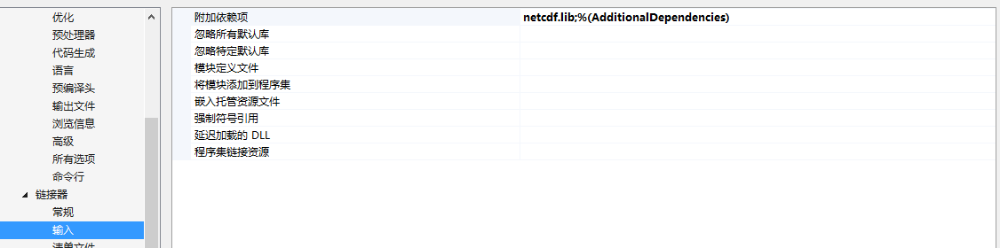 优化
预处理器
代码生成
语言
预编译头
输出文件
浏览信息
高级
所有选项
命令行
链接器
常规
输入
清单文件
附加依赖项 netcdf.lib;%(AdditionalDependencies)
忽略所有默认库
忽略特定默认库
模块定义文件
将模块添加到程序集
嵌入托管资源文件
强制符号引用
延迟加载的 DLL
程序集链接资源